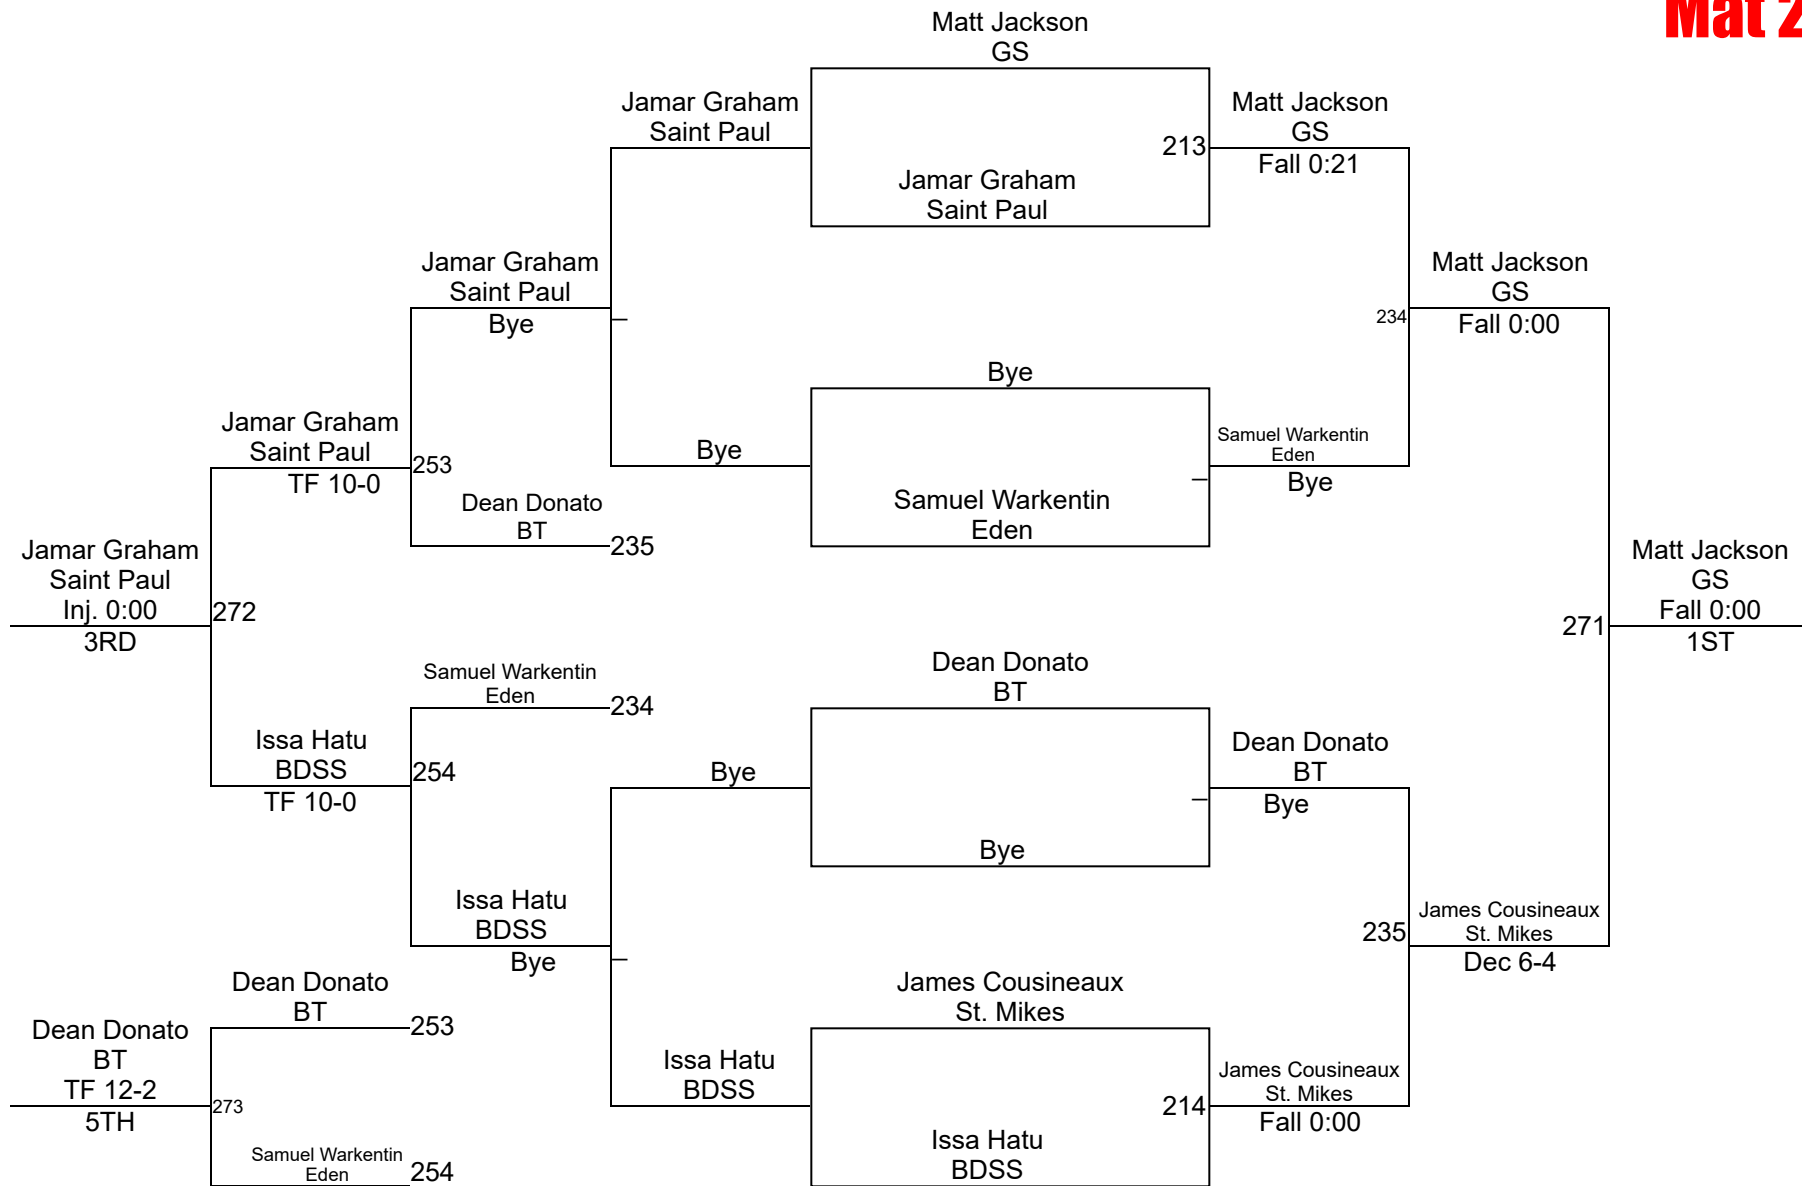 Mat 2
Matt Jackson
GS
Jamar Graham
Saint Paul
Matt Jackson
GS
213
Fall 0:21
Jamar Graham
Saint Paul
Jamar Graham
Saint Paul
Bye
Matt Jackson
GS
234
Fall 0:00
Bye
Jamar Graham
Saint Paul
TF 10-0
253
Bye
Samuel Warkentin
Eden
Bye
Dean Donato
BT
235
Samuel Warkentin
Eden
Jamar Graham
Saint Paul
Inj. 0:00
3RD
272
Matt Jackson
GS
Fall 0:00
1ST
271
Samuel Warkentin
Eden
234
Dean Donato
BT
Issa Hatu
BDSS
TF 10-0
254
Bye
Dean Donato
BT
Bye
Bye
Issa Hatu
BDSS
Bye
235
James Cousineaux
St. Mikes
Dec 6-4
Dean Donato
BT
253
James Cousineaux
St. Mikes
Dean Donato
BT
TF 12-2
5TH
273
Issa Hatu
BDSS
214
James Cousineaux
St. Mikes
Fall 0:00
Samuel Warkentin
Eden
254
Issa Hatu
BDSS